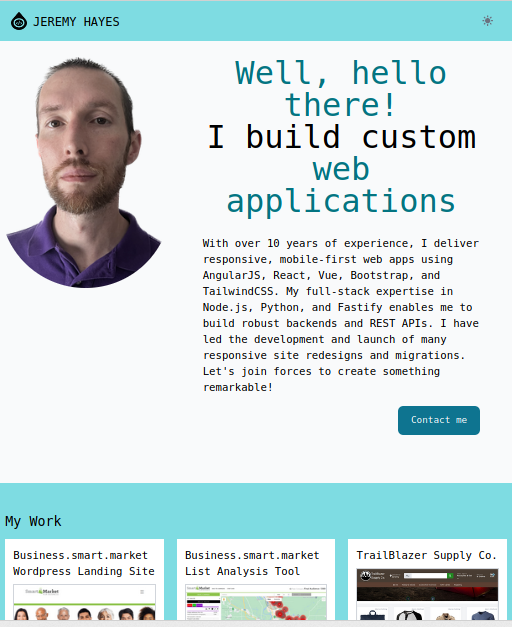 JEREMY HAYES
Well, hello
there!
I build custom
web
applications
With over 10 years of experience, I deliver
responsive, mobile-first web apps using
AngularJS, React, Vue, Bootstrap, and
TailwindCSS. My full-stack expertise in
Node.js, Python, and Fastify enables me to
build robust backends and REST APIs. I have
led the development and launch of many
responsive site redesigns and migrations.
Let's join forces to create something
remarkable!
Contact me
My Work
Business.smart.market
Wordpress Landing Site
Business.smart.market
List Analysis Tool
TrailBlazer Supply Co.